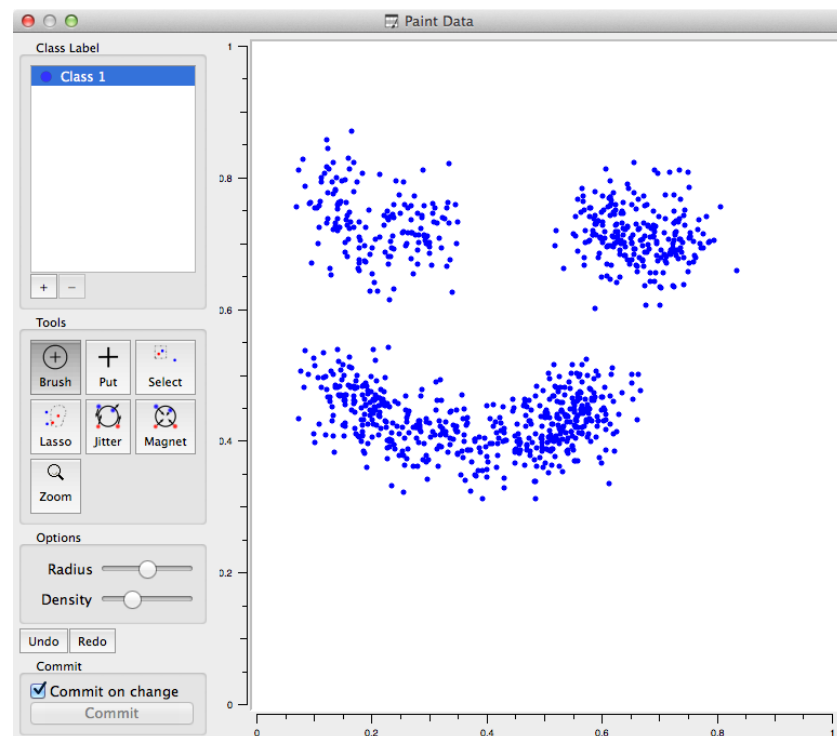 Paint Data
Class Label
Class 1
+ −
Tools
Brush Put Select
Lasso Jitter Magnet
Zoom
Options
Radius
Density
Undo Redo
Commit
Commit on change
Commit
1
0.8
0.6
0.4
0.2
0
0 0.2 0.4 0.6 0.8 1